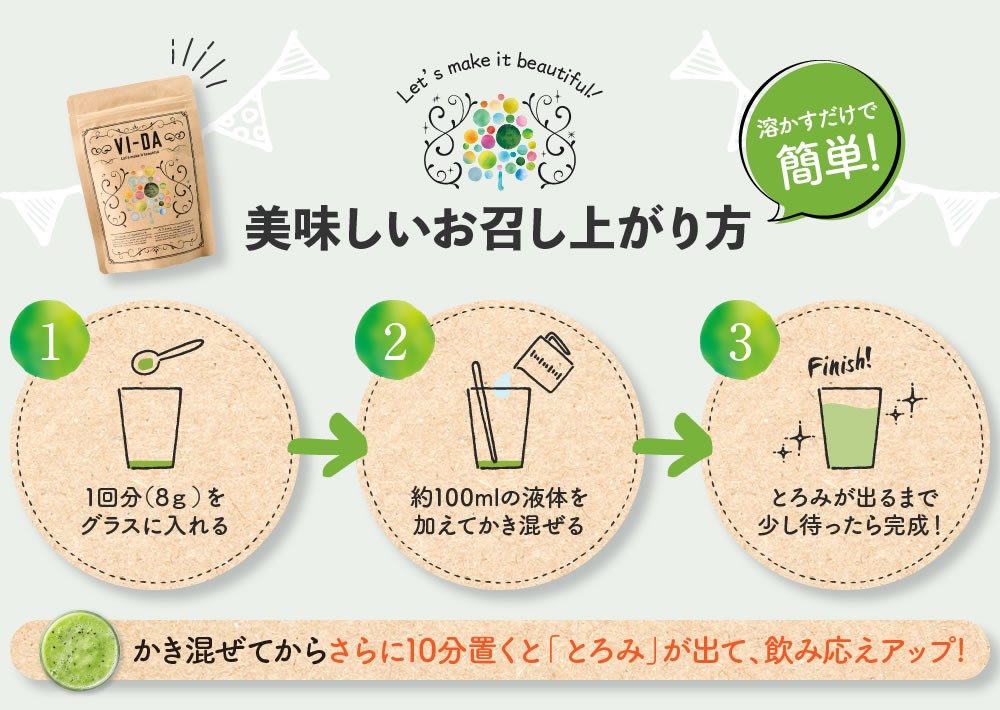 Let's make it beautiful!
VI-DA
溶かすだけで
簡単!
美味しいお召し上がり方
1
1回分(8g)を
グラスに入れる
2
約100mlの液体を
加えてかき混ぜる
3
Finish!
とろみが出るまで
少し待ったら完成!
かき混ぜてからさらに10分置くと「とろみ」が出て、飲み応えアップ!